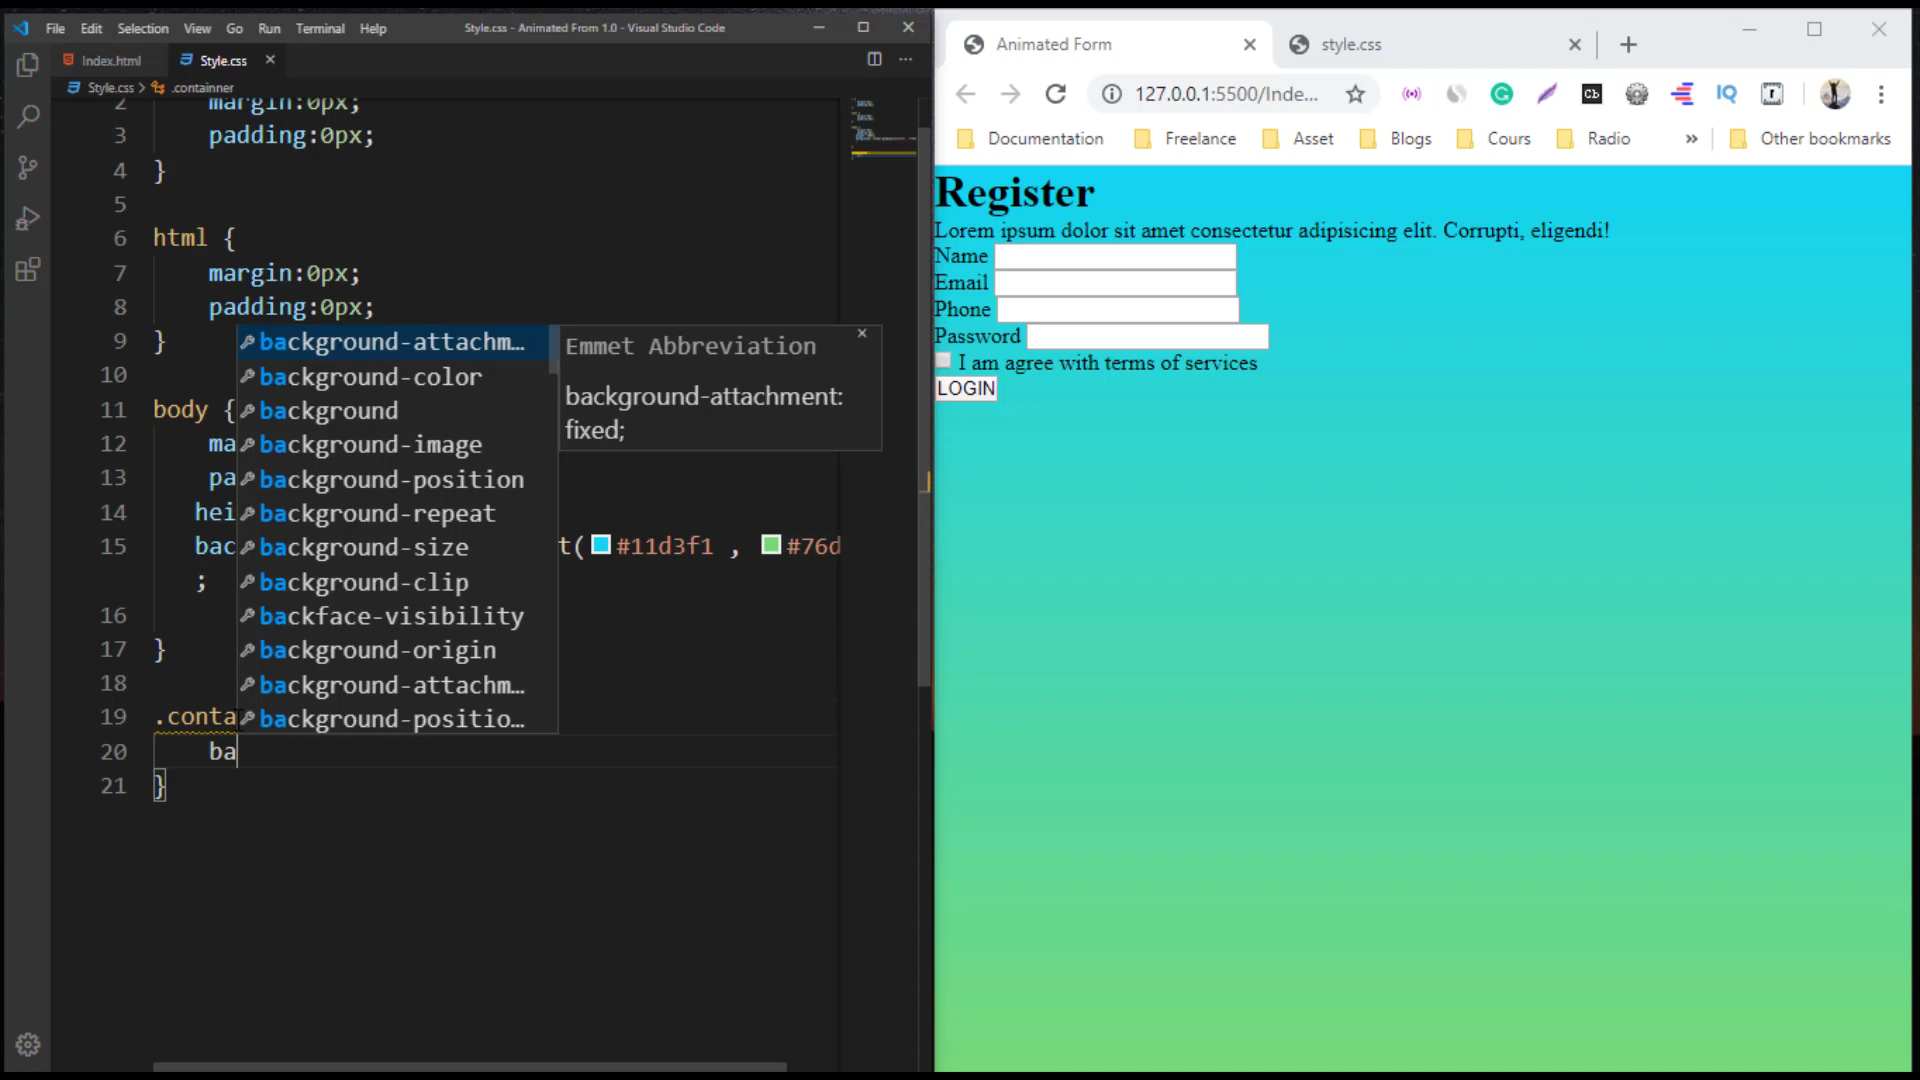 File Edit Selection View Go Run Terminal Help Style.css - Animated From 1.0 - Visual Studio Code
Index.html Style.css
Style.css > .containner
2 margin:0px;
3 padding:0px;
4 }
5
6 html {
7 margin:0px;
8 padding:0px;
9 }
10
11 body {
12 ma
13 pa
14 hei
15 bac t( #11d3f1 , #76d
;
16
17 }
18
19 .conta
20 ba
21 }
background-attachm...
background-color
background
background-image
background-position
background-repeat
background-size
background-clip
backface-visibility
background-origin
background-attachm...
background-positio...
Emmet Abbreviation
background-attachment:
fixed;
Animated Form style.css
127.0.0.1:5500/Inde...
Cb IQ
Documentation Freelance Asset Blogs Cours Radio » Other bookmarks
Register
Lorem ipsum dolor sit amet consectetur adipisicing elit. Corrupti, eligendi!
Name
Email
Phone
Password
I am agree with terms of services
LOGIN